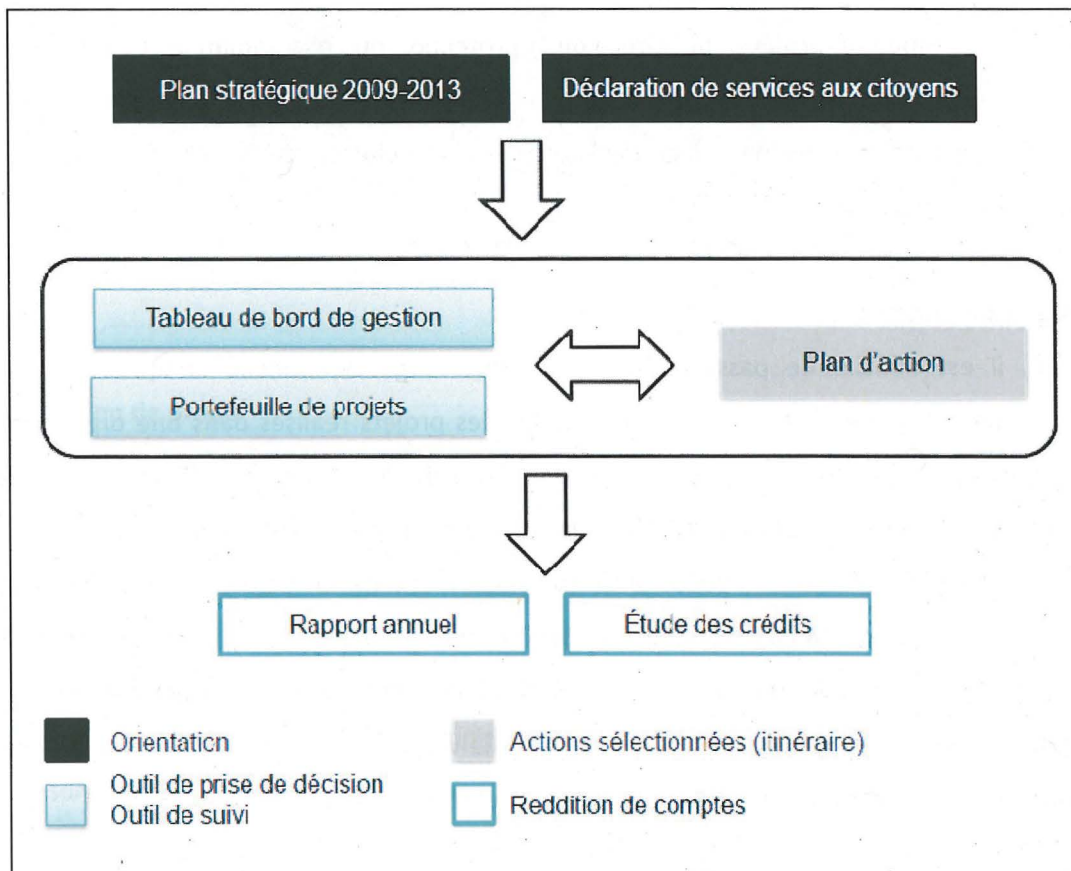 Plan stratégique 2009-2013
Déclaration de services aux citoyens
Tableau de bord de gestion
Portefeuille de projets
Plan d'action
Rapport annuel
Étude des crédits
Orientation
Actions sélectionnées (itinéraire)
Outil de prise de décision
Outil de suivi
Reddition de comptes